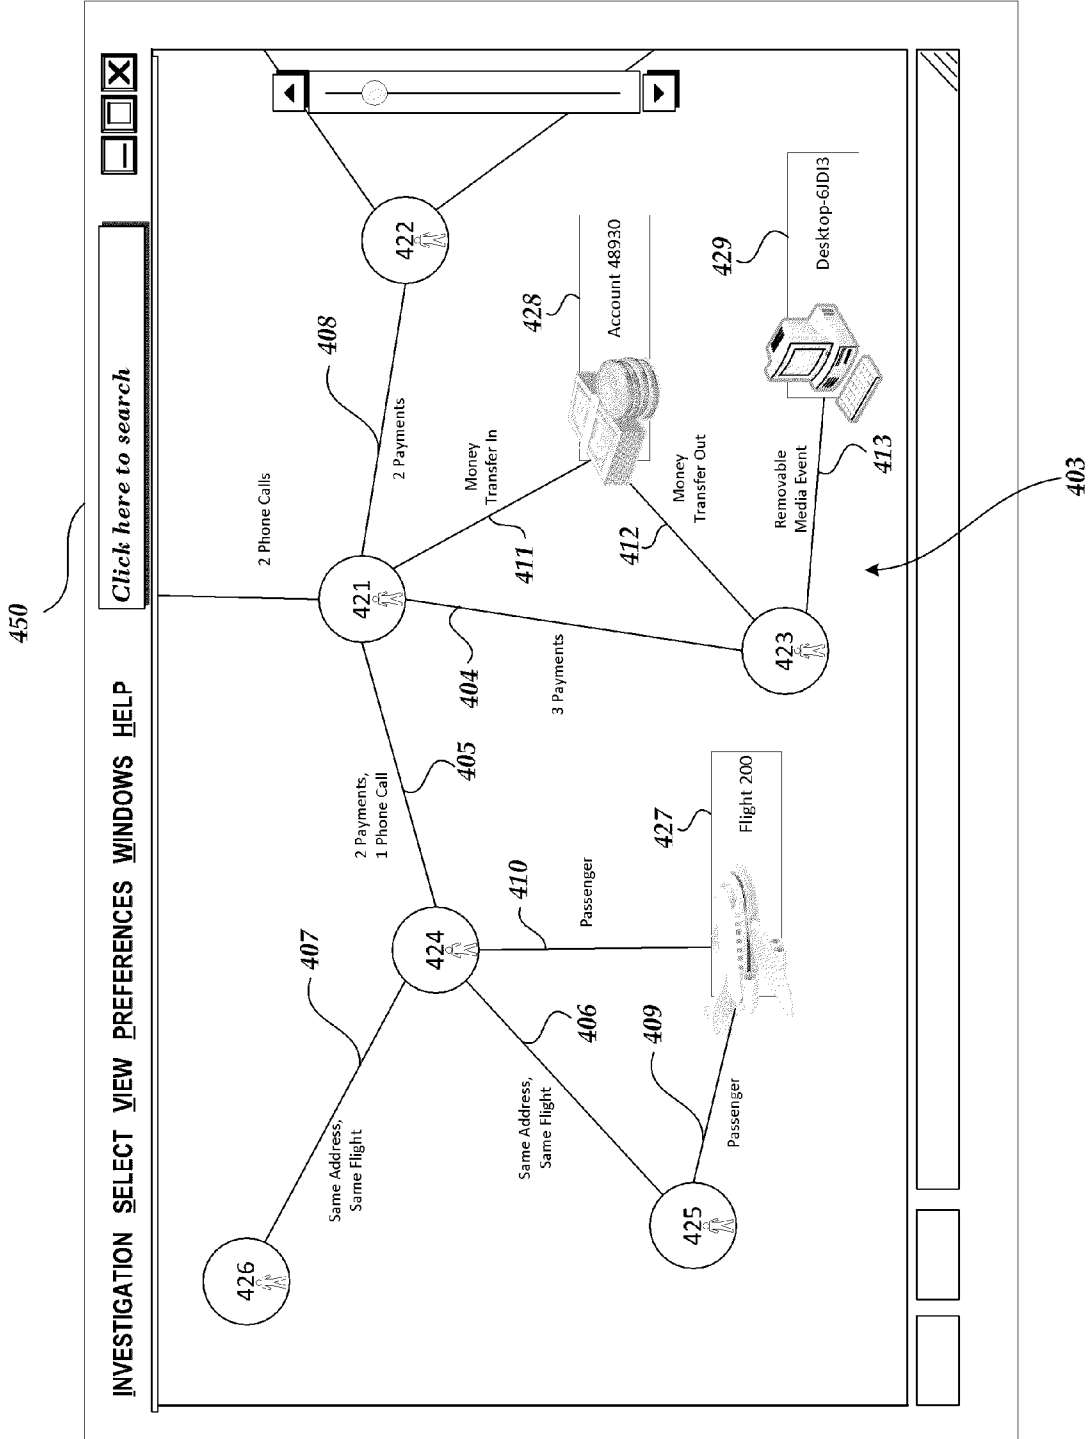 450
INVESTIGATION SELECT VIEW PREFERENCES WINDOWS HELP
Click here to search
2 Phone Calls
426
407
Same Address,
Same Flight
2 Payments,
1 Phone Call
421
408
2 Payments
422
424
405
404
411
Money
Transfer In
428
Account 48930
410
Passenger
406
Same Address,
Same Flight
3 Payments
412
Money
Transfer Out
409
425
Passenger
427
Flight 200
423
429
Desktop-6JDI3
Removable
Media Event
413
403